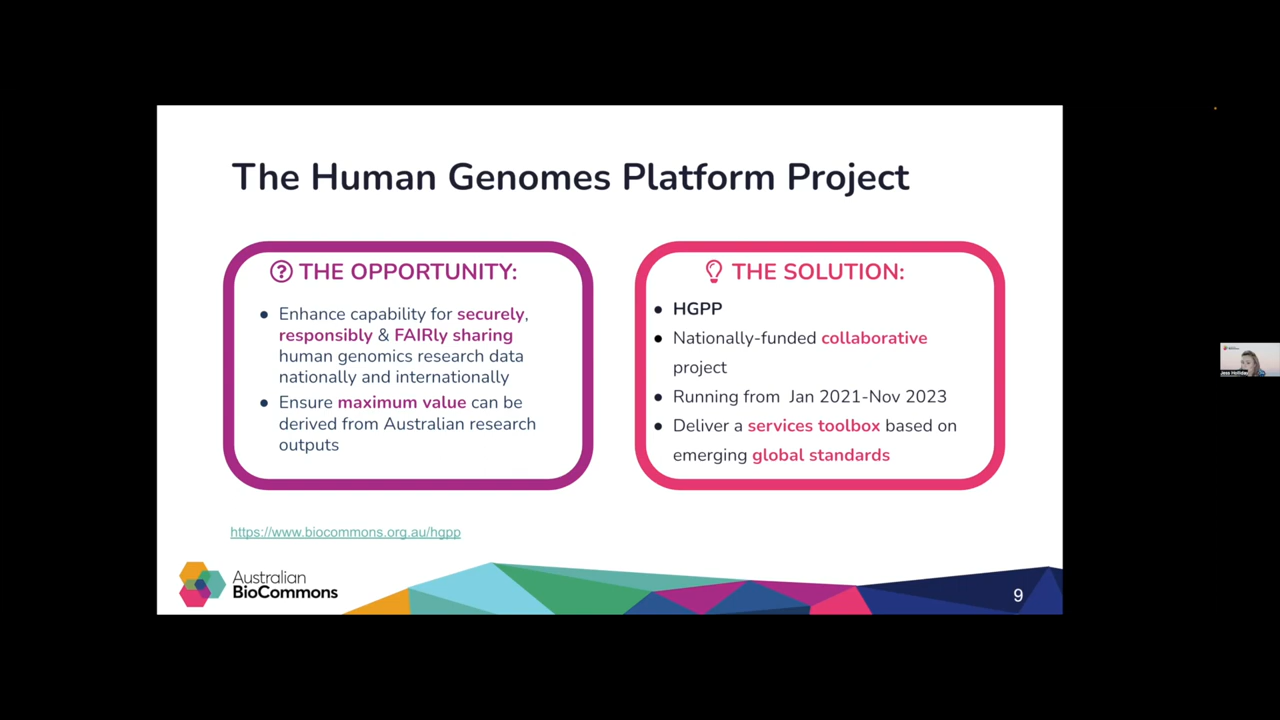 The Human Genomes Platform Project
THE OPPORTUNITY:
Enhance capability for securely,
responsibly & FAIRly sharing
human genomics research data
nationally and internationally
Ensure maximum value can be
derived from Australian research
outputs
THE SOLUTION:
HGPP
Nationally-funded collaborative
project
Running from Jan 2021-Nov 2023
Deliver a services toolbox based on
emerging global standards
https://www.biocommons.org.au/hgpp
Australian
BioCommons
9